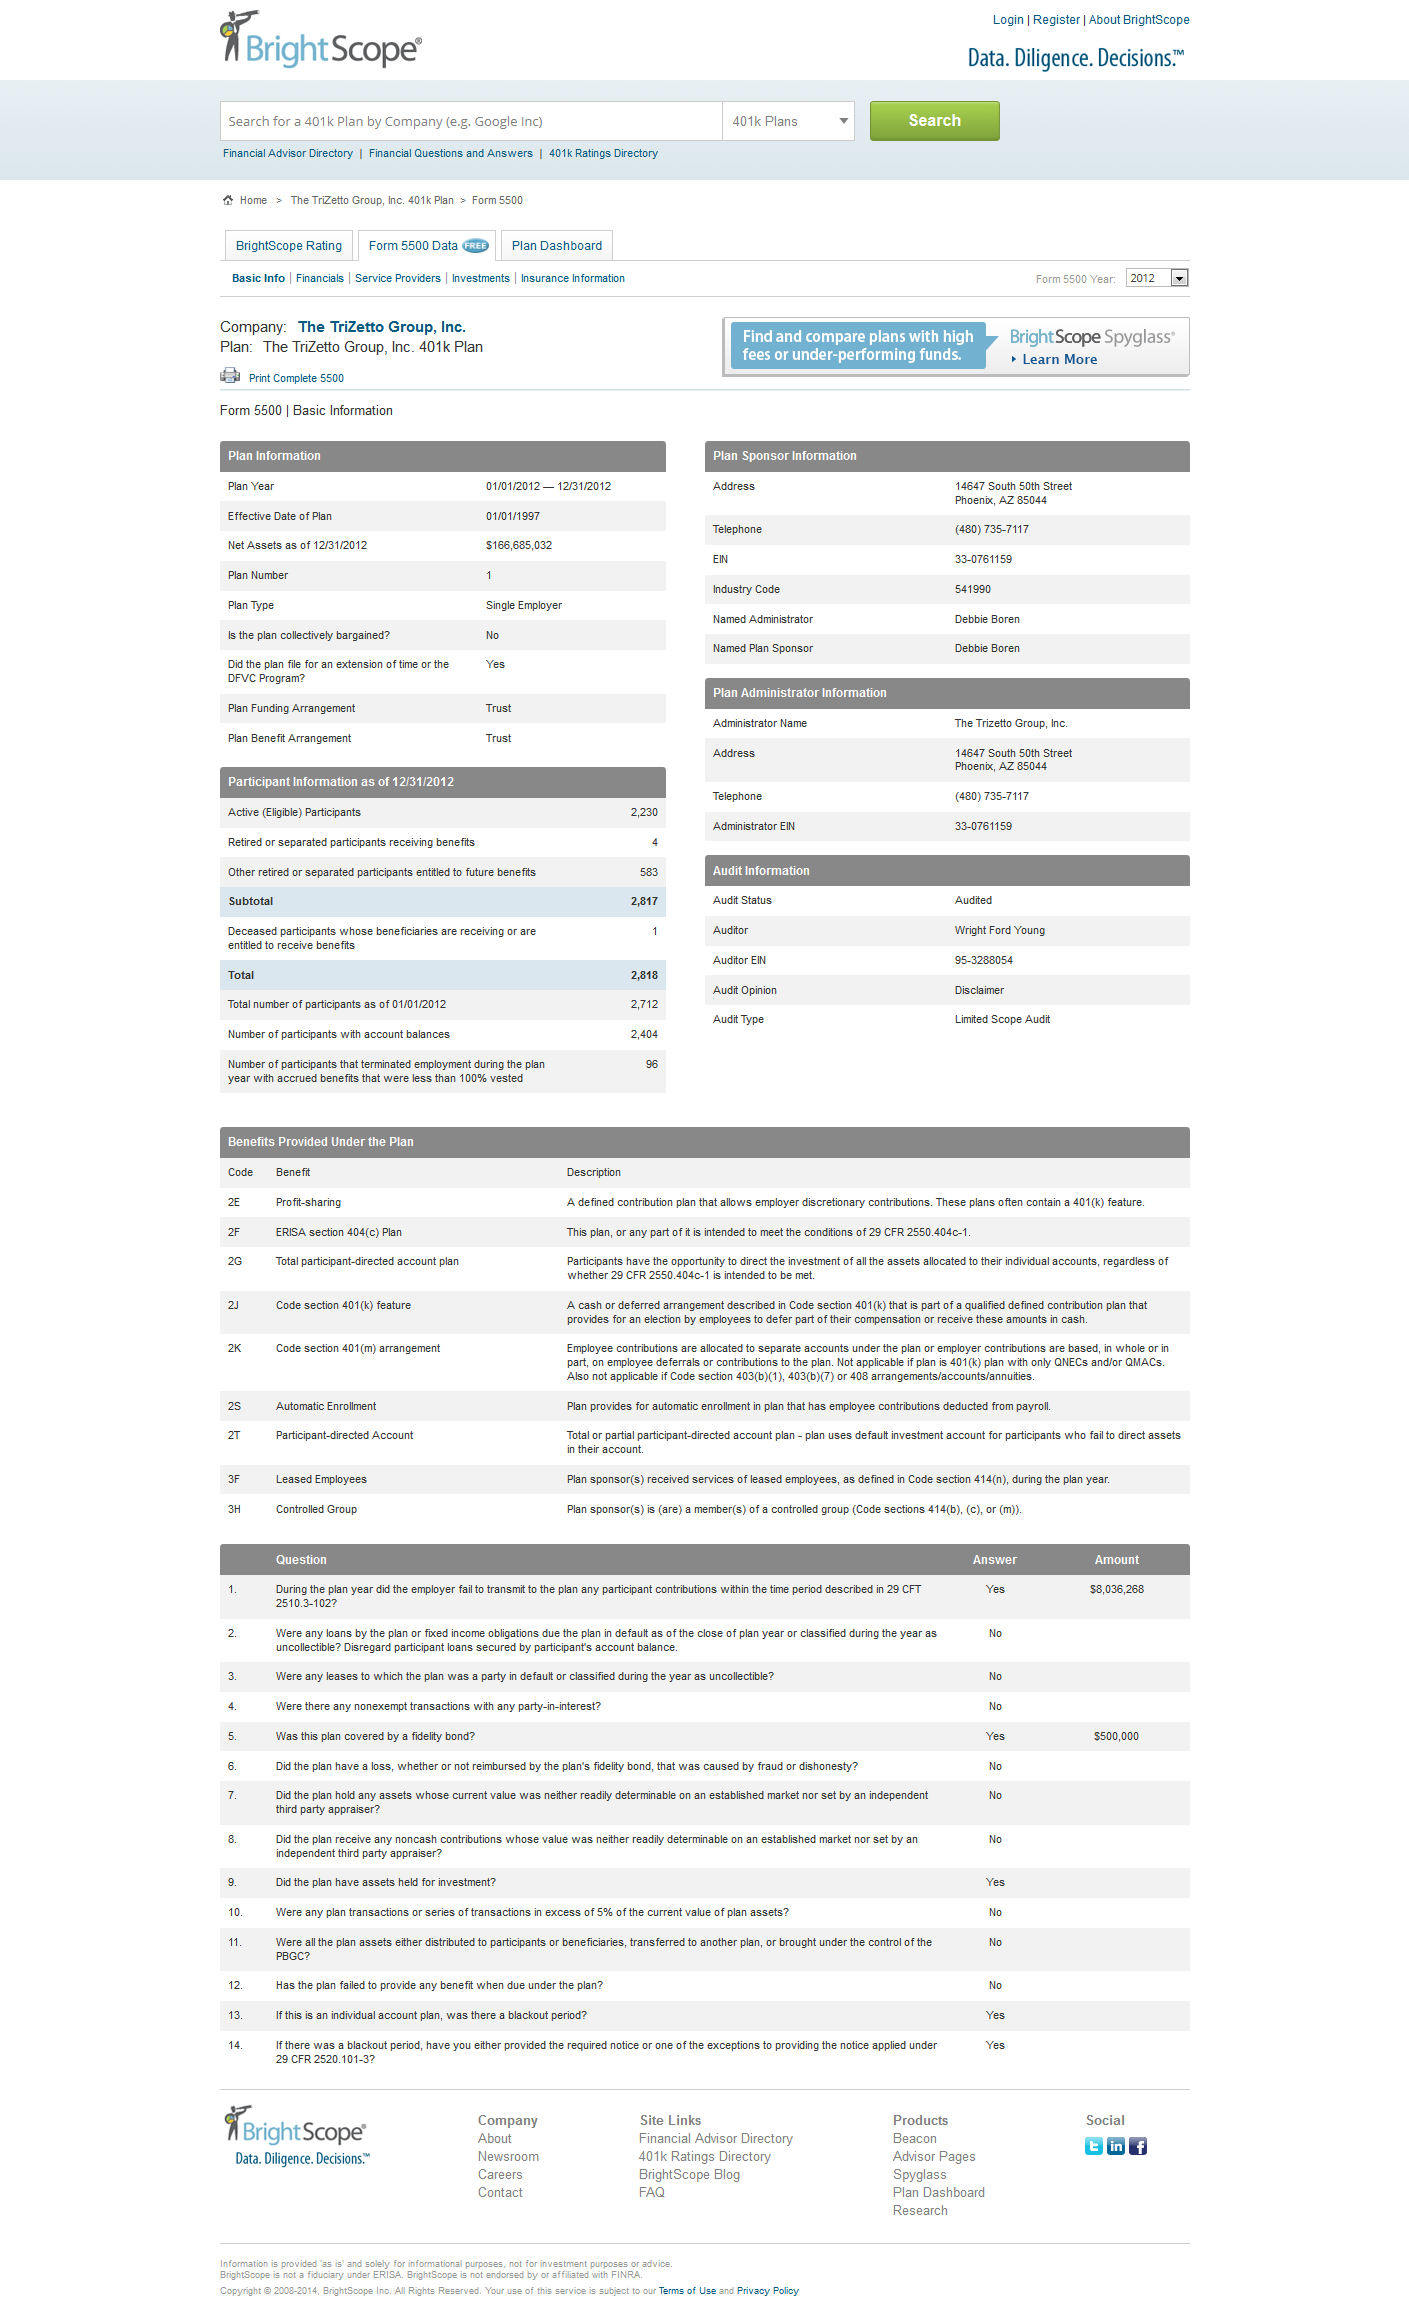 BrightScope®
Login | Register | About BrightScope
Data. Diligence. Decisions.™
Search for a 401k Plan by Company (e.g. Google Inc)
401k Plans
Search
Financial Advisor Directory | Financial Questions and Answers | 401k Ratings Directory
Home > The TriZetto Group, Inc. 401k Plan > Form 5500
BrightScope Rating
Form 5500 Data FREE
Plan Dashboard
Basic Info | Financials | Service Providers | Investments | Insurance Information
Form 5500 Year: 2012
Company: The TriZetto Group, Inc.
Plan: The TriZetto Group, Inc. 401k Plan
Print Complete 5500
Find and compare plans with high
fees or under-performing funds.
BrightScope Spyglass®
Learn More
Form 5500 | Basic Information
Plan Information
Plan Year 01/01/2012 — 12/31/2012
Effective Date of Plan 01/01/1997
Net Assets as of 12/31/2012 $166,685,032
Plan Number 1
Plan Type Single Employer
Is the plan collectively bargained? No
Did the plan file for an extension of time or the Yes
DFVC Program?
Plan Funding Arrangement Trust
Plan Benefit Arrangement Trust
Participant Information as of 12/31/2012
Active (Eligible) Participants 2,230
Retired or separated participants receiving benefits 4
Other retired or separated participants entitled to future benefits 583
Subtotal 2,817
Deceased participants whose beneficiaries are receiving or are 1
entitled to receive benefits
Total 2,818
Total number of participants as of 01/01/2012 2,712
Number of participants with account balances 2,404
Number of participants that terminated employment during the plan 96
year with accrued benefits that were less than 100% vested
Plan Sponsor Information
Address 14647 South 50th Street
Phoenix, AZ 85044
Telephone (480) 735-7117
EIN 33-0761159
Industry Code 541990
Named Administrator Debbie Boren
Named Plan Sponsor Debbie Boren
Plan Administrator Information
Administrator Name The Trizetto Group, Inc.
Address 14647 South 50th Street
Phoenix, AZ 85044
Telephone (480) 735-7117
Administrator EIN 33-0761159
Audit Information
Audit Status Audited
Auditor Wright Ford Young
Auditor EIN 95-3288054
Audit Opinion Disclaimer
Audit Type Limited Scope Audit
Benefits Provided Under the Plan
Code Benefit Description
2E Profit-sharing A defined contribution plan that allows employer discretionary contributions. These plans often contain a 401(k) feature.
2F ERISA section 404(c) Plan This plan, or any part of it is intended to meet the conditions of 29 CFR 2550.404c-1.
2G Total participant-directed account plan Participants have the opportunity to direct the investment of all the assets allocated to their individual accounts, regardless of
whether 29 CFR 2550.404c-1 is intended to be met.
2J Code section 401(k) feature A cash or deferred arrangement described in Code section 401(k) that is part of a qualified defined contribution plan that
provides for an election by employees to defer part of their compensation or receive these amounts in cash.
2K Code section 401(m) arrangement Employee contributions are allocated to separate accounts under the plan or employer contributions are based, in whole or in
part, on employee deferrals or contributions to the plan. Not applicable if plan is 401(k) plan with only QNECs and/or QMACs.
Also not applicable if Code section 403(b)(1), 403(b)(7) or 408 arrangements/accounts/annuities.
2S Automatic Enrollment Plan provides for automatic enrollment in plan that has employee contributions deducted from payroll.
2T Participant-directed Account Total or partial participant-directed account plan - plan uses default investment account for participants who fail to direct assets
in their account.
3F Leased Employees Plan sponsor(s) received services of leased employees, as defined in Code section 414(n), during the plan year.
3H Controlled Group Plan sponsor(s) is (are) a member(s) of a controlled group (Code sections 414(b), (c), or (m)).
Question Answer Amount
1. During the plan year did the employer fail to transmit to the plan any participant contributions within the time period described in 29 CFT Yes $8,036,268
2510.3-102?
2. Were any loans by the plan or fixed income obligations due the plan in default as of the close of plan year or classified during the year as No
uncollectible? Disregard participant loans secured by participant's account balance.
3. Were any leases to which the plan was a party in default or classified during the year as uncollectible? No
4. Were there any nonexempt transactions with any party-in-interest? No
5. Was this plan covered by a fidelity bond? Yes $500,000
6. Did the plan have a loss, whether or not reimbursed by the plan's fidelity bond, that was caused by fraud or dishonesty? No
7. Did the plan hold any assets whose current value was neither readily determinable on an established market nor set by an independent No
third party appraiser?
8. Did the plan receive any noncash contributions whose value was neither readily determinable on an established market nor set by an No
independent third party appraiser?
9. Did the plan have assets held for investment? Yes
10. Were any plan transactions or series of transactions in excess of 5% of the current value of plan assets? No
11. Were all the plan assets either distributed to participants or beneficiaries, transferred to another plan, or brought under the control of the No
PBGC?
12. Has the plan failed to provide any benefit when due under the plan? No
13. If this is an individual account plan, was there a blackout period? Yes
14. If there was a blackout period, have you either provided the required notice or one of the exceptions to providing the notice applied under Yes
29 CFR 2520.101-3?
BrightScope®
Data. Diligence. Decisions.™
Company
About
Newsroom
Careers
Contact
Site Links
Financial Advisor Directory
401k Ratings Directory
BrightScope Blog
FAQ
Products
Beacon
Advisor Pages
Spyglass
Plan Dashboard
Research
Social
t in f
Information is provided 'as is' and solely for informational purposes, not for investment purposes or advice.
BrightScope is not a fiduciary under ERISA. BrightScope is not endorsed by or affiliated with FINRA.
Copyright © 2008-2014, BrightScope Inc. All Rights Reserved. Your use of this service is subject to our Terms of Use and Privacy Policy